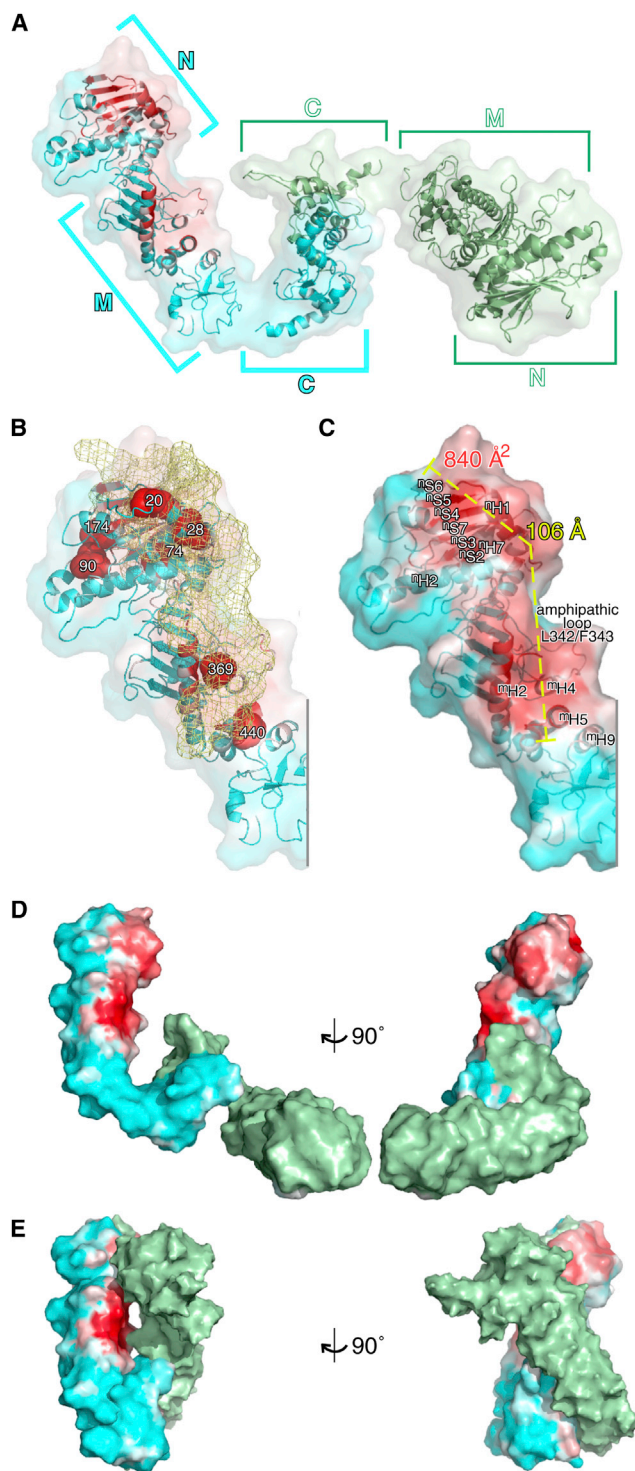 A
N
C
M
M
C
N
B
C
20
174
28
74
90
369
440
840 Å²
ⁿS6
ⁿS5
ⁿS4
ⁿH1
106 Å
ⁿS7
ⁿS3
ⁿH7
ⁿS2
ⁿH2
amphipathic
loop
L342/F343
ᵐH2
ᵐH4
ᵐH5
ᵐH9
D
90°
E
90°